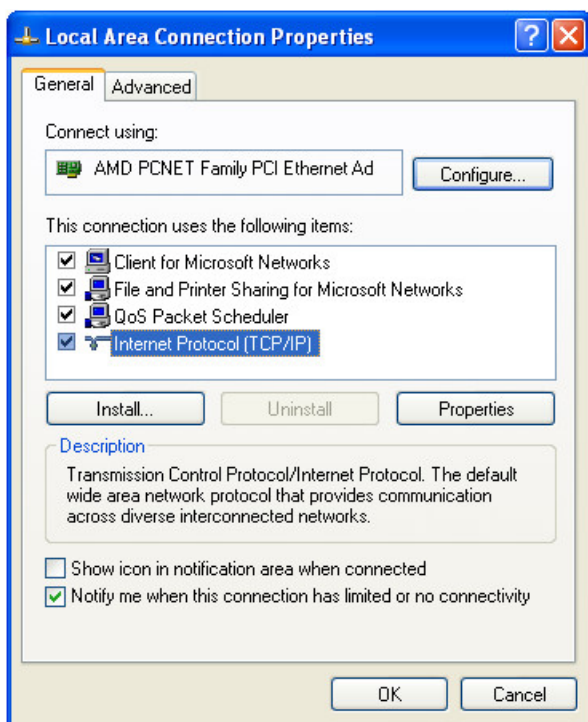 Local Area Connection Properties
General
Advanced
Connect using:
AMD PCNET Family PCI Ethernet Ad
Configure...
This connection uses the following items:
Client for Microsoft Networks
File and Printer Sharing for Microsoft Networks
QoS Packet Scheduler
Internet Protocol (TCP/IP)
Install...
Uninstall
Properties
Description
Transmission Control Protocol/Internet Protocol. The default
wide area network protocol that provides communication
across diverse interconnected networks.
Show icon in notification area when connected
Notify me when this connection has limited or no connectivity
OK
Cancel